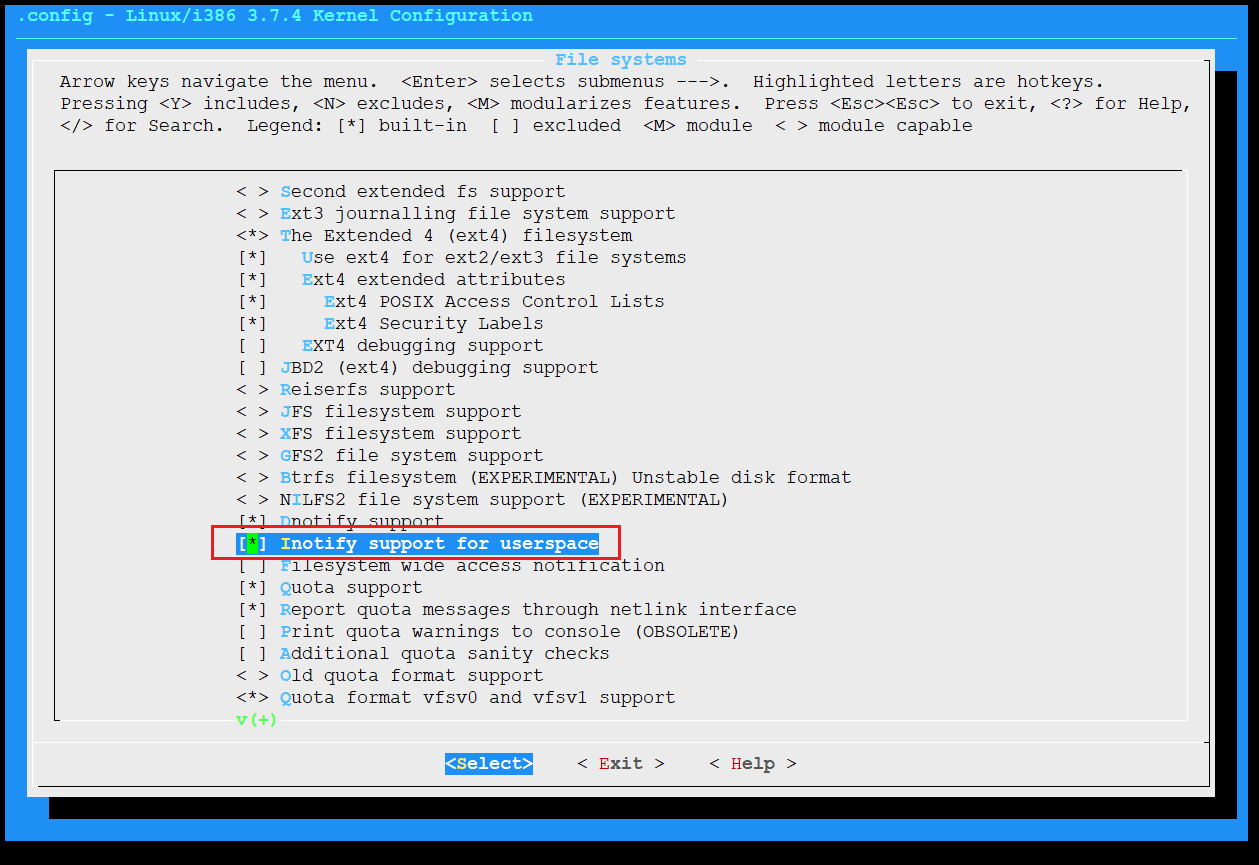 .config - Linux/i386 3.7.4 Kernel Configuration
File systems
Arrow keys navigate the menu.  <Enter> selects submenus --->.  Highlighted letters are hotkeys.
Pressing <Y> includes, <N> excludes, <M> modularizes features.  Press <Esc><Esc> to exit, <?> for Help,
</> for Search.  Legend: [*] built-in  [ ] excluded  <M> module  < > module capable
< > Second extended fs support
< > Ext3 journalling file system support
<*> The Extended 4 (ext4) filesystem
[*]   Use ext4 for ext2/ext3 file systems
[*]   Ext4 extended attributes
[*]     Ext4 POSIX Access Control Lists
[*]     Ext4 Security Labels
[ ]   EXT4 debugging support
[ ] JBD2 (ext4) debugging support
< > Reiserfs support
< > JFS filesystem support
< > XFS filesystem support
< > GFS2 file system support
< > Btrfs filesystem (EXPERIMENTAL) Unstable disk format
< > NILFS2 file system support (EXPERIMENTAL)
[*] Dnotify support
[*] Inotify support for userspace
[ ] Filesystem wide access notification
[*] Quota support
[*] Report quota messages through netlink interface
[ ] Print quota warnings to console (OBSOLETE)
[ ] Additional quota sanity checks
< > Old quota format support
<*> Quota format vfsv0 and vfsv1 support
v(+)
<Select>    < Exit >    < Help >